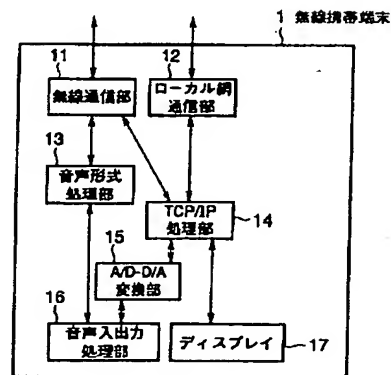 1 無線携帯端末
11
12
無線通信部
ローカル網
通信部
13
音声形式
処理部
TCP/IP
処理部
14
15
A/D-D/A
変換部
16
音声入出力
処理部
ディスプレイ
17